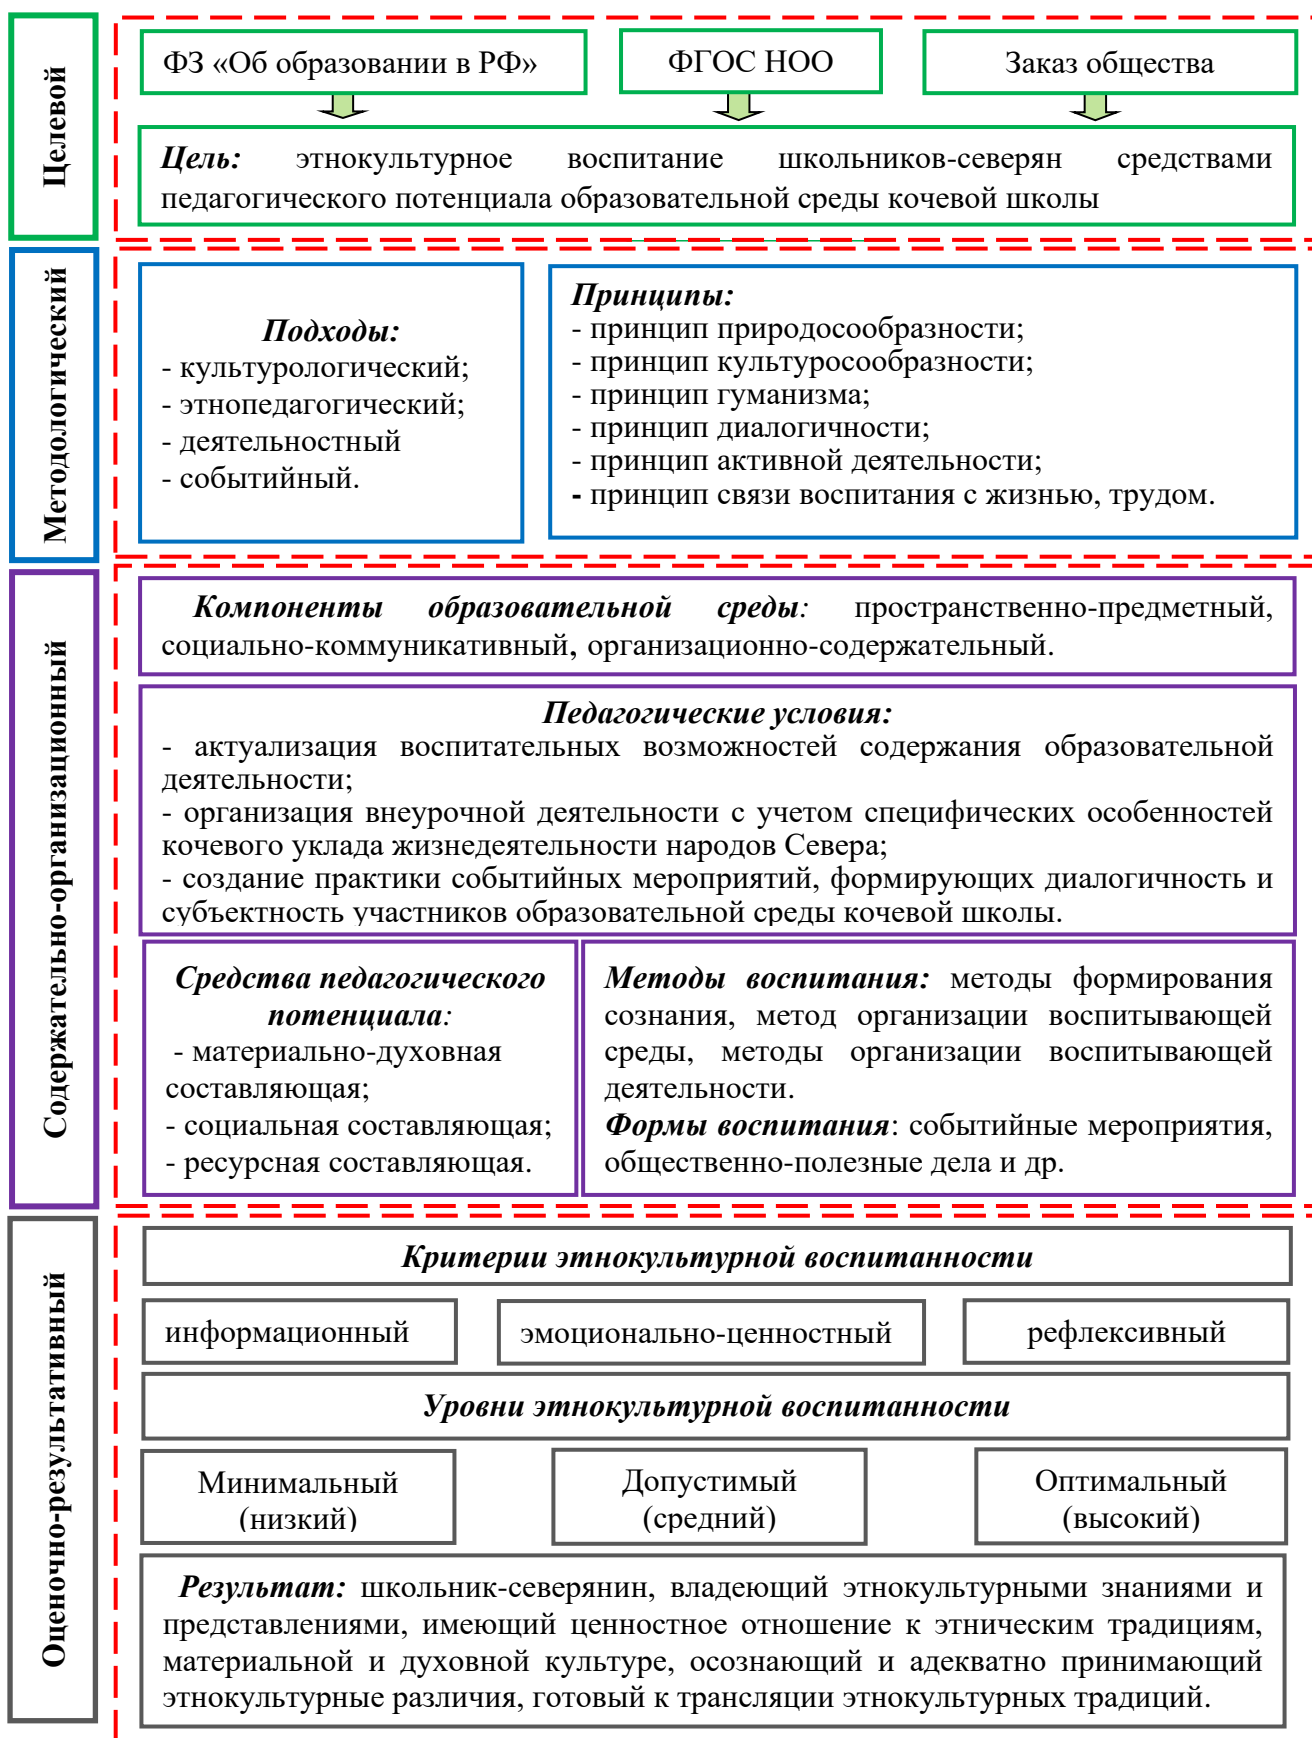 Целевой
ФЗ «Об образовании в РФ»
ФГОС НОО
Заказ общества
Цель: этнокультурное воспитание школьников-северян средствами
педагогического потенциала образовательной среды кочевой школы
Методологический
Подходы:
- культурологический;
- этнопедагогический;
- деятельностный
- событийный.
Принципы:
- принцип природосообразности;
- принцип культуросообразности;
- принцип гуманизма;
- принцип диалогичности;
- принцип активной деятельности;
- принцип связи воспитания с жизнью, трудом.
Содержательно-организационный
Компоненты образовательной среды: пространственно-предметный,
социально-коммуникативный, организационно-содержательный.
Педагогические условия:
- актуализация воспитательных возможностей содержания образовательной
деятельности;
- организация внеурочной деятельности с учетом специфических особенностей
кочевого уклада жизнедеятельности народов Севера;
- создание практики событийных мероприятий, формирующих диалогичность и
субъектность участников образовательной среды кочевой школы.
Средства педагогического
потенциала:
- материально-духовная
составляющая;
- социальная составляющая;
- ресурсная составляющая.
Методы воспитания: методы формирования
сознания, метод организации воспитывающей
среды, методы организации воспитывающей
деятельности.
Формы воспитания: событийные мероприятия,
общественно-полезные дела и др.
Оценочно-результативный
Критерии этнокультурной воспитанности
информационный
эмоционально-ценностный
рефлексивный
Уровни этнокультурной воспитанности
Минимальный
(низкий)
Допустимый
(средний)
Оптимальный
(высокий)
Результат: школьник-северянин, владеющий этнокультурными знаниями и
представлениями, имеющий ценностное отношение к этническим традициям,
материальной и духовной культуре, осознающий и адекватно принимающий
этнокультурные различия, готовый к трансляции этнокультурных традиций.